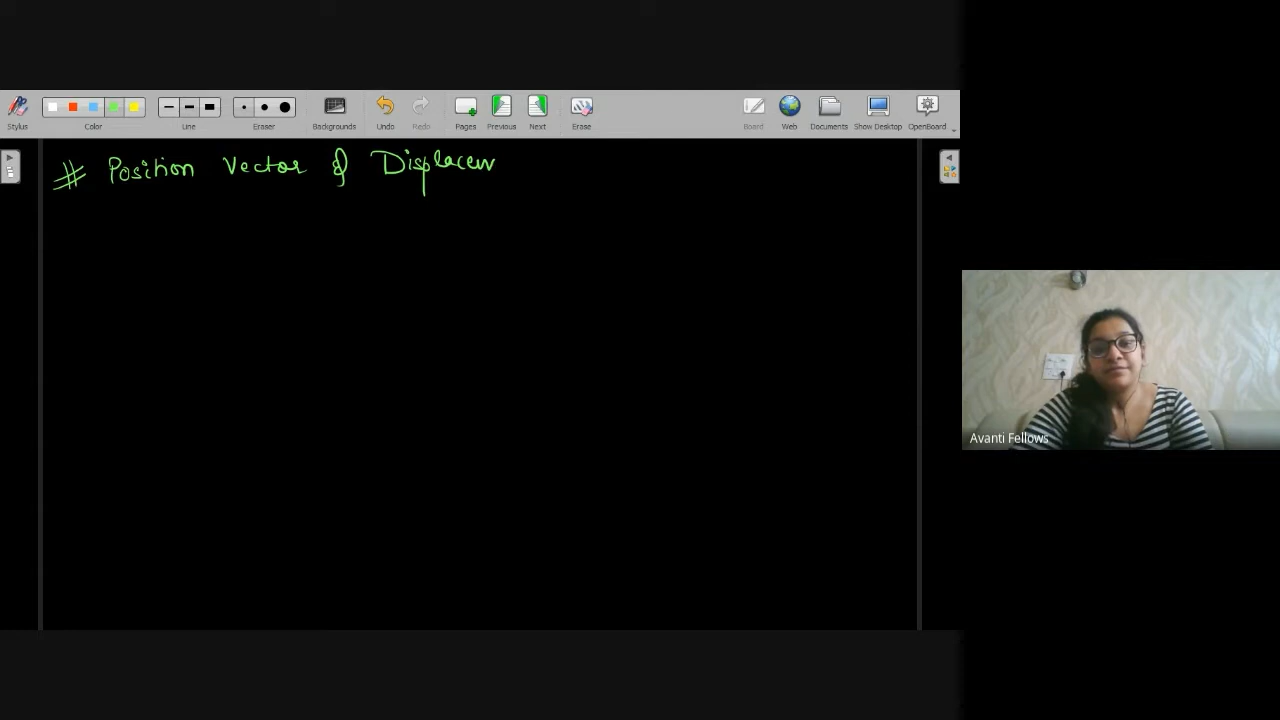 Stylus
Color
Line
Eraser
Backgrounds
Undo
Redo
Pages
Previous
Next
Erase
Board
Web
Documents
Show Desktop
OpenBoard
# Position Vector & Displacem
Avanti Fellows